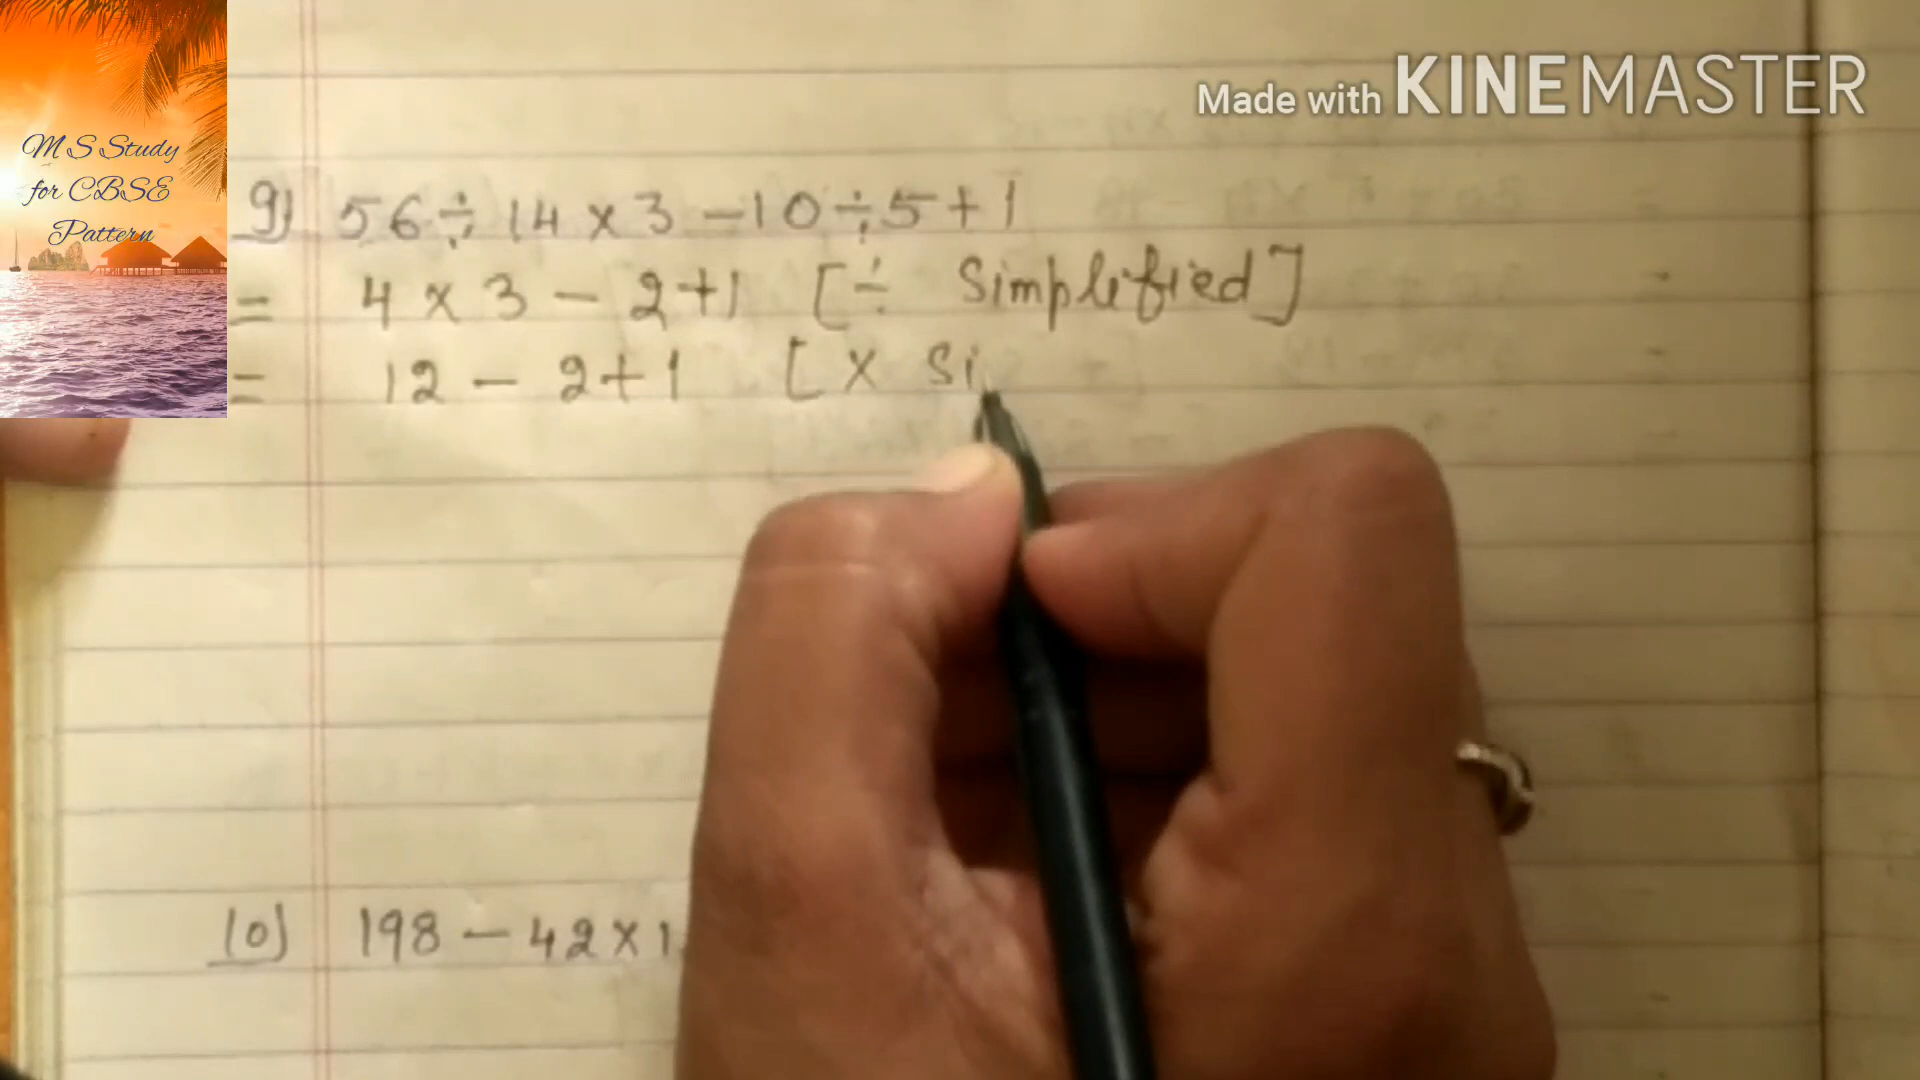 M S Study
for CBSE
Pattern
Made with KINEMASTER
9) 56÷14×3-10÷5+1
= 4×3-2+1 [÷ Simplified]
= 12-2+1 [× Si
10) 198-42×1